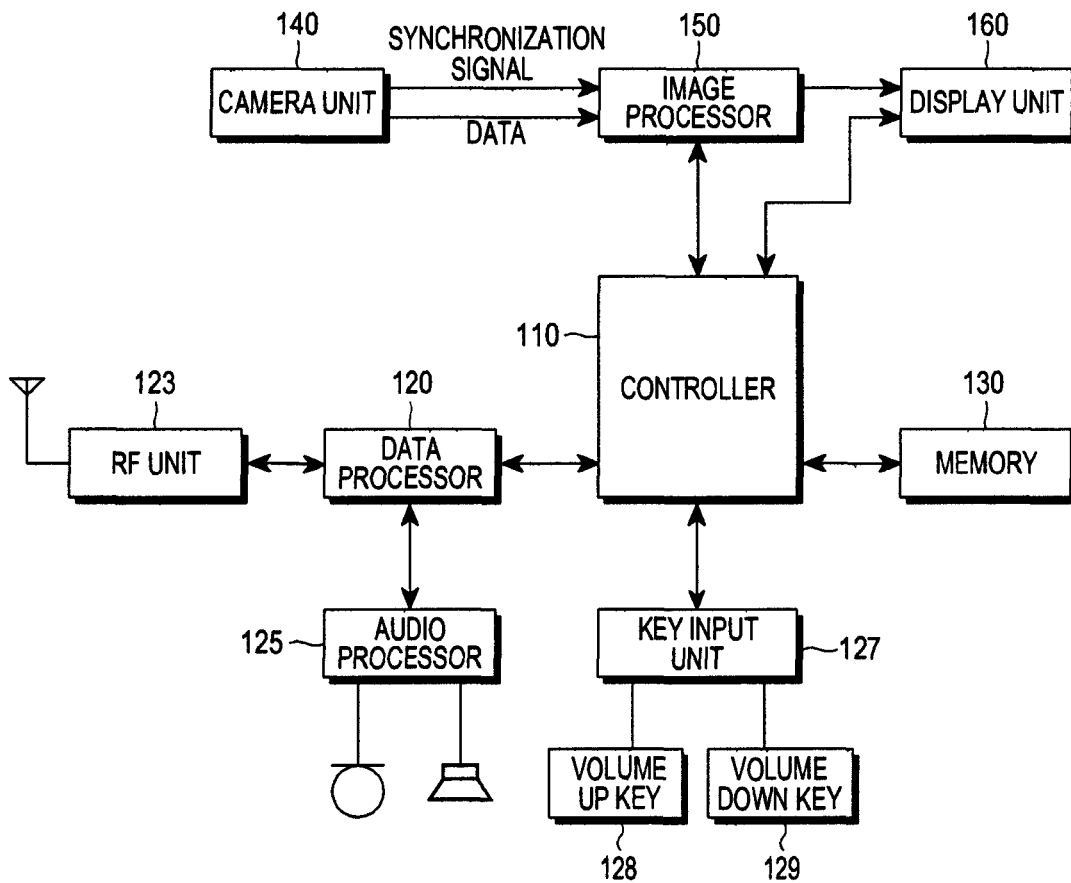 140
SYNCHRONIZATION
SIGNAL
150
160
CAMERA UNIT
DATA
IMAGE
PROCESSOR
DISPLAY UNIT
110
CONTROLLER
123
120
130
RF UNIT
DATA
PROCESSOR
MEMORY
125
AUDIO
PROCESSOR
KEY INPUT
UNIT
127
VOLUME
UP KEY
VOLUME
DOWN KEY
128
129